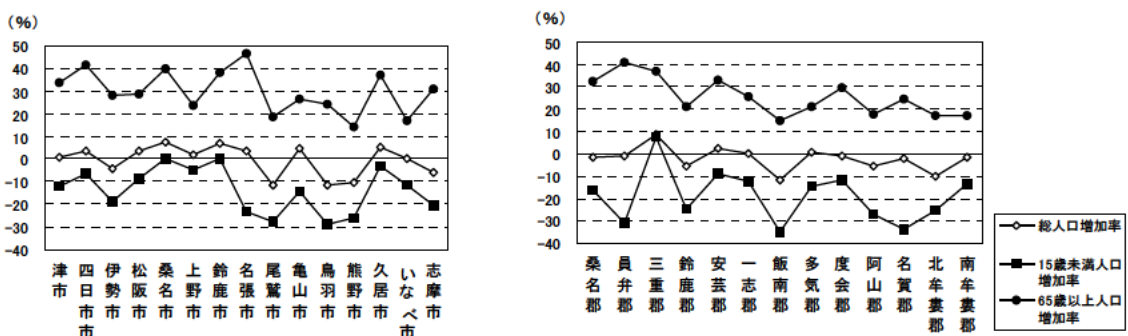 (%)
50
40
30
20
10
0
-10
-20
-30
-40
津市
四日市市
伊勢市
松阪市
桑名市
上野市
鈴鹿市
名張市
尾鷲市
亀山市
鳥羽市
熊野市
久居市
いなべ市
志摩市
(%)
50
40
30
20
10
0
-10
-20
-30
-40
桑名郡
員弁郡
三重郡
鈴鹿郡
安芸郡
一志郡
飯南郡
多気郡
度会郡
阿山郡
名賀郡
北牟婁郡
南牟婁郡
総人口増加率
15歳未満人口
増加率
65歳以上人口
増加率